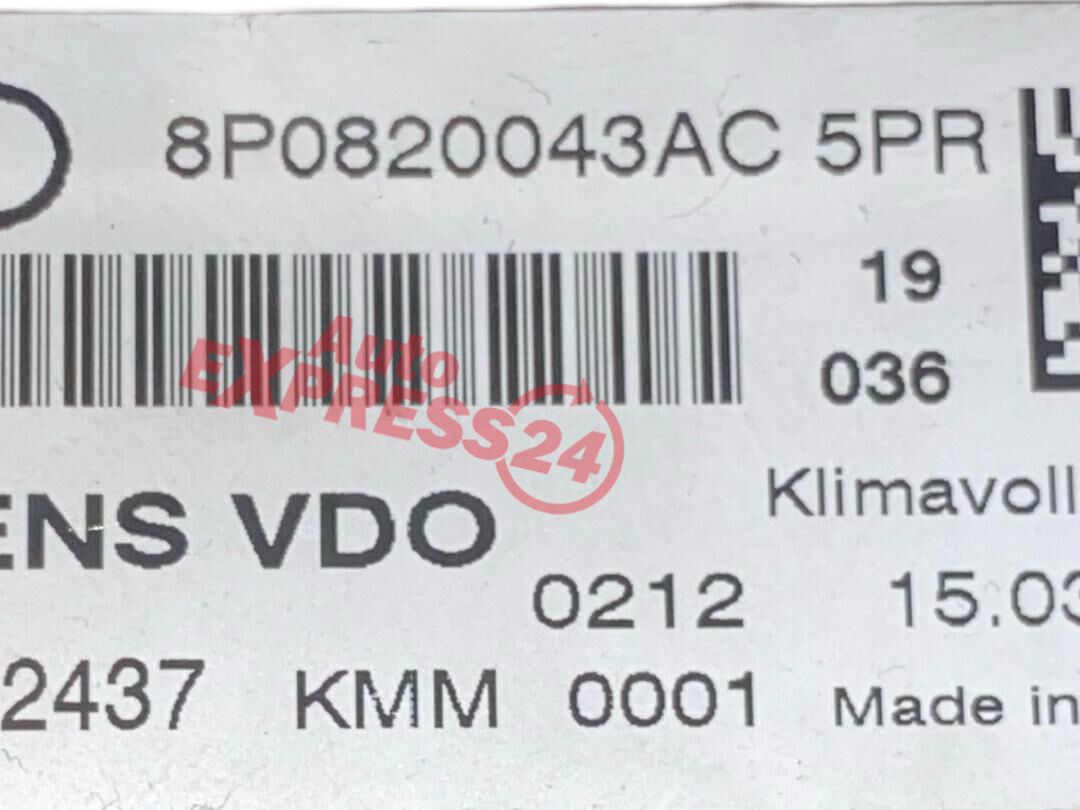 8P0820043AC 5PR
19
036
Auto
EXPRESS24
Klimavoll
ENS VDO
0212 15.03
2437 KMM 0001 Made in